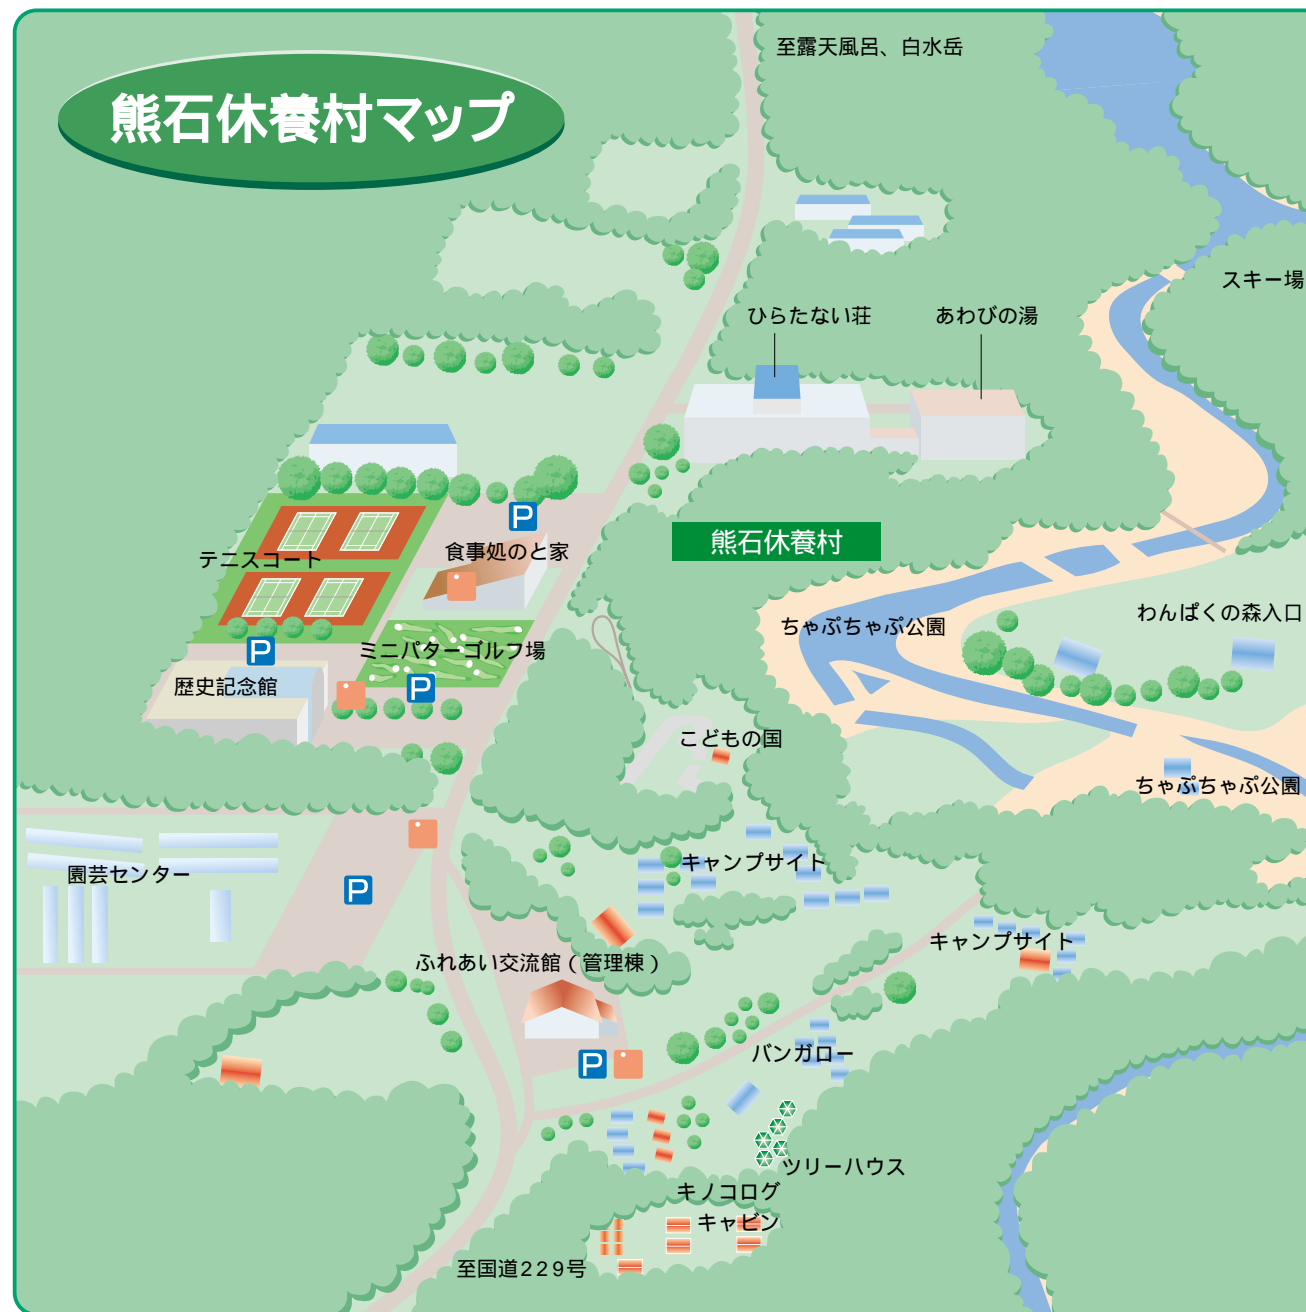 熊石休養村マップ
至露天風呂、白水岳
スキー場
ひらたない荘
あわびの湯
P
熊石休養村
食事処のと家
テニスコート
わんぱくの森入口
ちゃぷちゃぷ公園
P
ミニパターゴルフ場
歴史記念館
P
こどもの国
ちゃぷちゃぷ公園
キャンプサイト
園芸センター
P
キャンプサイト
ふれあい交流館（管理棟）
バンガロー
P
ツリーハウス
キノコログ
キャビン
至国道229号